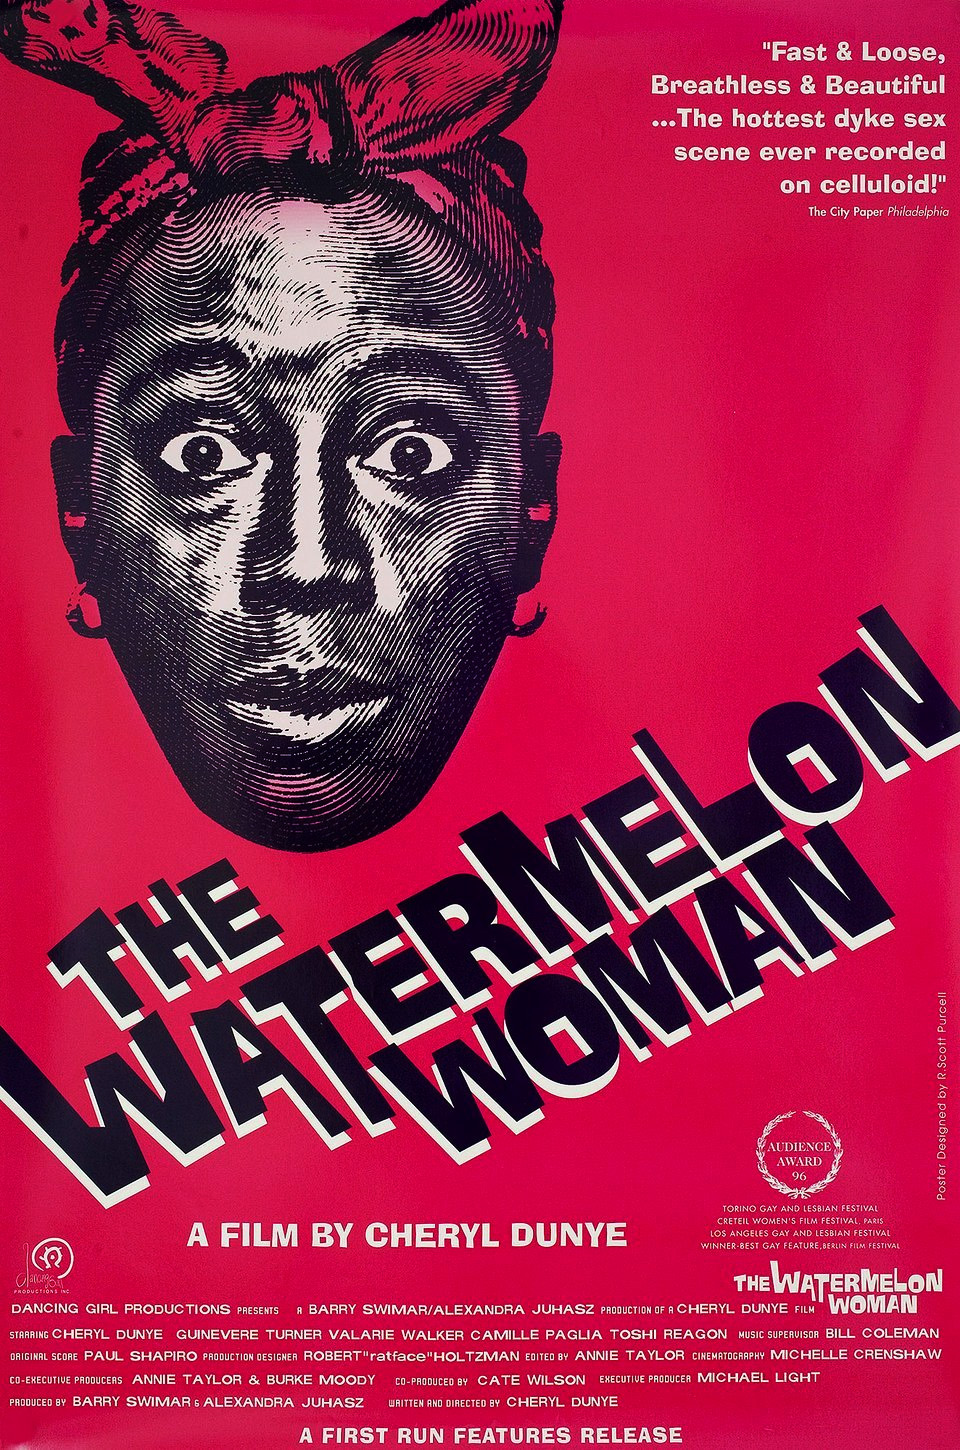 "Fast & Loose,
Breathless & Beautiful
...The hottest dyke sex
scene ever recorded
on celluloid!"
The City Paper Philadelphia
THE
WATERMELON
WOMAN
Poster Designed by R.Scott Purcell
AUDIENCE
AWARD
96
TORINO GAY AND LESBIAN FESTIVAL
CRETEIL WOMEN'S FILM FESTIVAL, PARIS
LOS ANGELES GAY AND LESBIAN FESTIVAL
WINNER-BEST GAY FEATURE, BERLIN FILM FESTIVAL
A FILM BY CHERYL DUNYE
PRODUCTIONS INC
THE WATERMELON
WOMAN
DANCING GIRL PRODUCTIONS PRESENTS A BARRY SWIMAR/ALEXANDRA JUHASZ PRODUCTION OF A CHERYL DUNYE FILM
STARRING CHERYL DUNYE GUINEVERE TURNER VALARIE WALKER CAMILLE PAGLIA TOSHI REAGON MUSIC SUPERVISOR BILL COLEMAN
ORIGINAL SCORE PAUL SHAPIRO PRODUCTION DESIGNER ROBERT"ratface"HOLTZMAN EDITED BY ANNIE TAYLOR CINEMATOGRAPHY MICHELLE CRENSHAW
CO-EXECUTIVE PRODUCERS ANNIE TAYLOR & BURKE MOODY CO-PRODUCED BY CATE WILSON EXECUTIVE PRODUCER MICHAEL LIGHT
PRODUCED BY BARRY SWIMAR & ALEXANDRA JUHASZ WRITTEN AND DIRECTED BY CHERYL DUNYE
A FIRST RUN FEATURES RELEASE